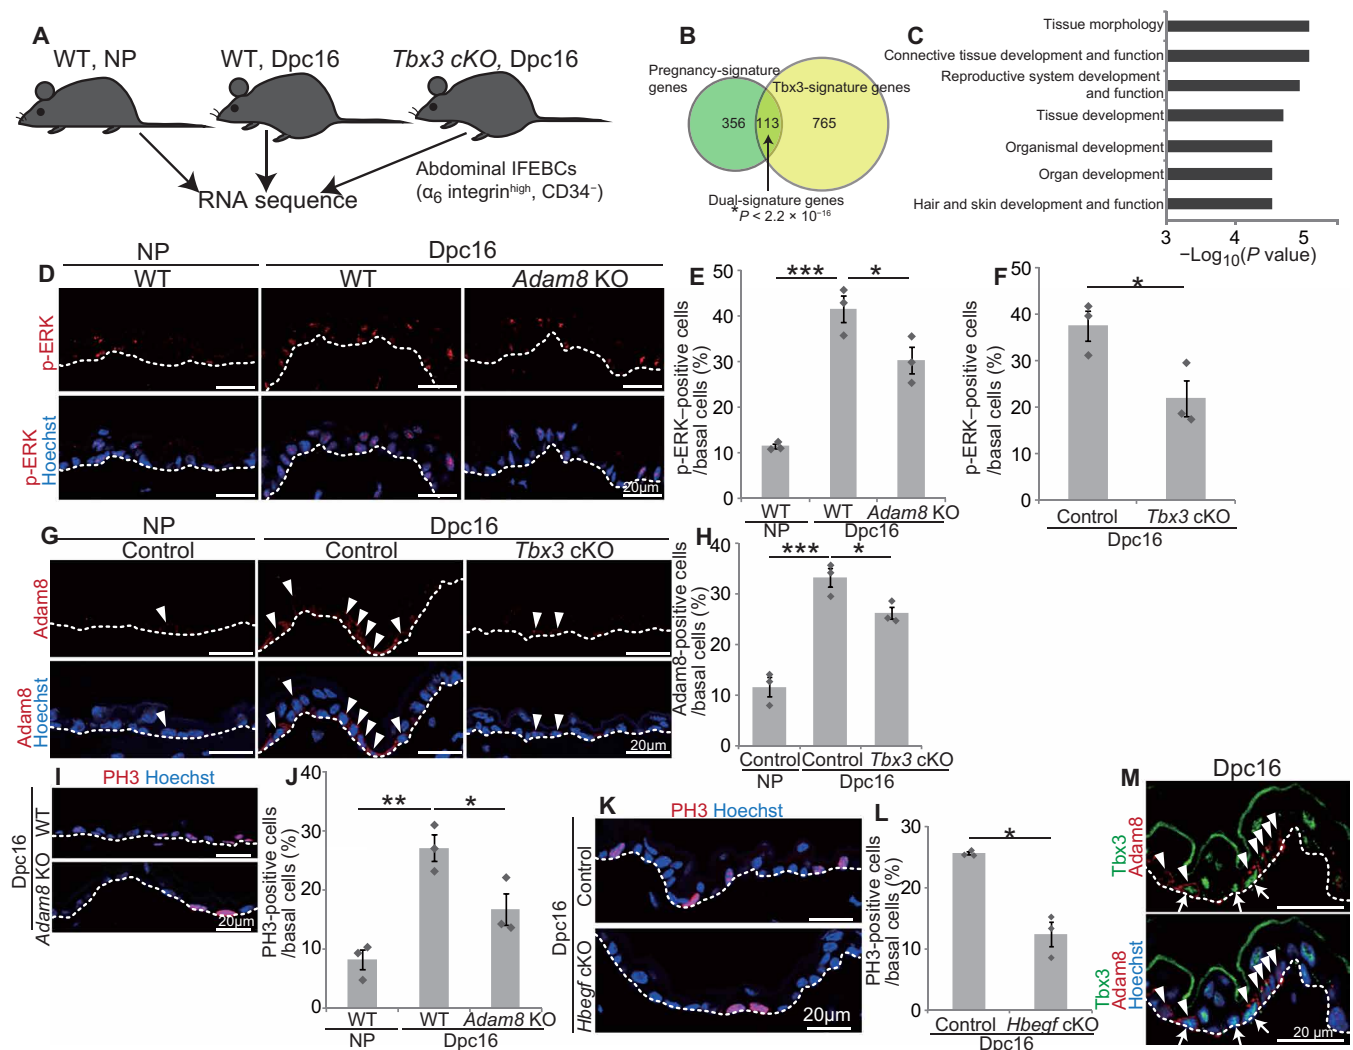 A
WT, NP
WT, Dpc16
Tbx3 cKO, Dpc16
Abdominal IFEBCs
(α6 integrinhigh, CD34−)
RNA sequence
B
Pregnancy-signature
genes
Tbx3-signature genes
356
113
765
Dual-signature genes
*P < 2.2 × 10−16
C
Tissue morphology
Connective tissue development and function
Reproductive system development
and function
Tissue development
Organismal development
Organ development
Hair and skin development and function
3
4
5
−Log10(P value)
D
NP
Dpc16
WT
WT
Adam8 KO
p-ERK
p-ERK
Hoechst
20µm
E
p-ERK–positive cells
/basal cells (%)
50
40
30
20
10
0
***
*
WT
WT
Adam8 KO
NP
Dpc16
F
p-ERK–positive cells
/basal cells (%)
50
40
30
20
10
0
*
Control
Tbx3 cKO
Dpc16
G
NP
Dpc16
Control
Control
Tbx3 cKO
Adam8
Adam8
Hoechst
20µm
H
Adam8-positive cells
/basal cells (%)
40
30
20
10
0
***
*
Control
Control
Tbx3 cKO
NP
Dpc16
I
PH3 Hoechst
Dpc16
WT
Adam8 KO
20µm
J
PH3-positive cells
/basal cells (%)
40
30
20
10
0
**
*
WT
WT
Adam8 KO
NP
Dpc16
K
PH3 Hoechst
Dpc16
Control
Hbegf cKO
20µm
L
PH3-positive cells
/basal cells (%)
30
20
10
0
*
Control
Hbegf cKO
Dpc16
M
Dpc16
Tbx3
Adam8
Tbx3
Adam8
Hoechst
20 µm